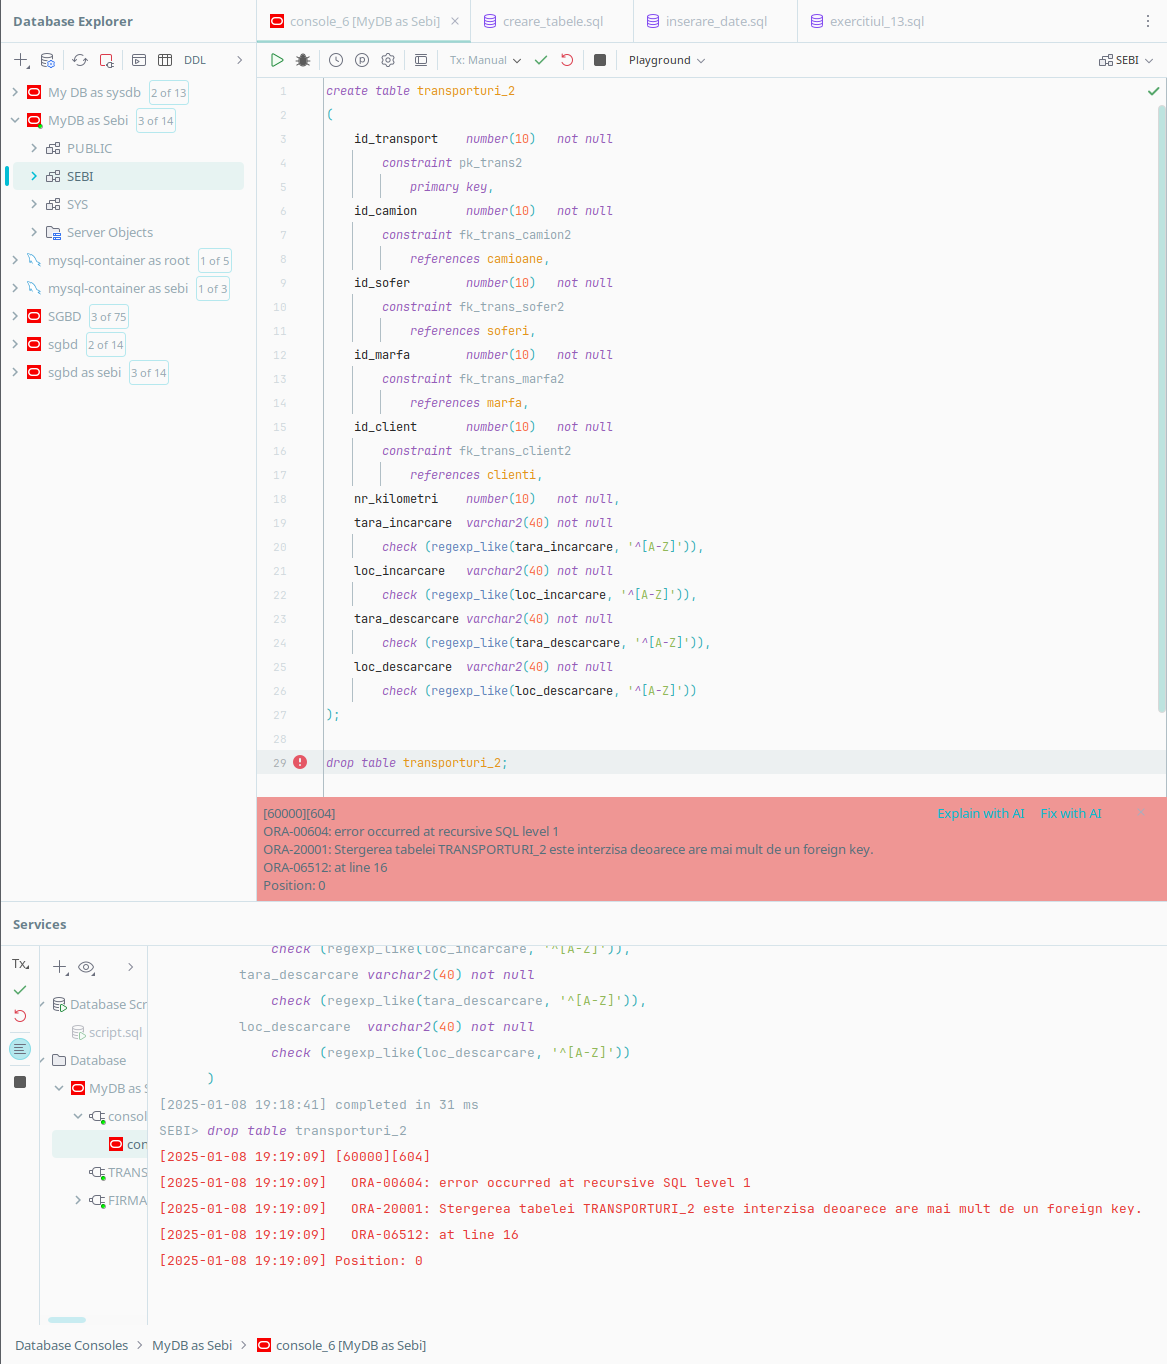 Database Explorer
DDL
My DB as sysdb 2 of 13
MyDB as Sebi 3 of 14
PUBLIC
SEBI
SYS
Server Objects
mysql-container as root 1 of 5
mysql-container as sebi 1 of 3
SGBD 3 of 75
sgbd 2 of 14
sgbd as sebi 3 of 14
console_6 [MyDB as Sebi]
creare_tabele.sql
inserare_date.sql
exercitiul_13.sql
Tx: Manual
Playground
SEBI
1 create table transporturi_2
2 (
3 id_transport number(10) not null
4 constraint pk_trans2
5 primary key,
6 id_camion number(10) not null
7 constraint fk_trans_camion2
8 references camioane,
9 id_sofer number(10) not null
10 constraint fk_trans_sofer2
11 references soferi,
12 id_marfa number(10) not null
13 constraint fk_trans_marfa2
14 references marfa,
15 id_client number(10) not null
16 constraint fk_trans_client2
17 references clienti,
18 nr_kilometri number(10) not null,
19 tara_incarcare varchar2(40) not null
20 check (regexp_like(tara_incarcare, '^[A-Z]')),
21 loc_incarcare varchar2(40) not null
22 check (regexp_like(loc_incarcare, '^[A-Z]')),
23 tara_descarcare varchar2(40) not null
24 check (regexp_like(tara_descarcare, '^[A-Z]')),
25 loc_descarcare varchar2(40) not null
26 check (regexp_like(loc_descarcare, '^[A-Z]'))
27 );
28
29 drop table transporturi_2;
[60000][604]
Explain with AI Fix with AI
ORA-00604: error occurred at recursive SQL level 1
ORA-20001: Stergerea tabelei TRANSPORTURI_2 este interzisa deoarece are mai mult de un foreign key.
ORA-06512: at line 16
Position: 0
Services
Tx
Database Scr
script.sql
Database
MyDB as S
consol
con
TRANS
FIRMA
check (regexp_like(loc_incarcare, '^[A-Z]')),
tara_descarcare varchar2(40) not null
check (regexp_like(tara_descarcare, '^[A-Z]')),
loc_descarcare varchar2(40) not null
check (regexp_like(loc_descarcare, '^[A-Z]'))
)
[2025-01-08 19:18:41] completed in 31 ms
SEBI> drop table transporturi_2
[2025-01-08 19:19:09] [60000][604]
[2025-01-08 19:19:09] ORA-00604: error occurred at recursive SQL level 1
[2025-01-08 19:19:09] ORA-20001: Stergerea tabelei TRANSPORTURI_2 este interzisa deoarece are mai mult de un foreign key.
[2025-01-08 19:19:09] ORA-06512: at line 16
[2025-01-08 19:19:09] Position: 0
Database Consoles > MyDB as Sebi > console_6 [MyDB as Sebi]